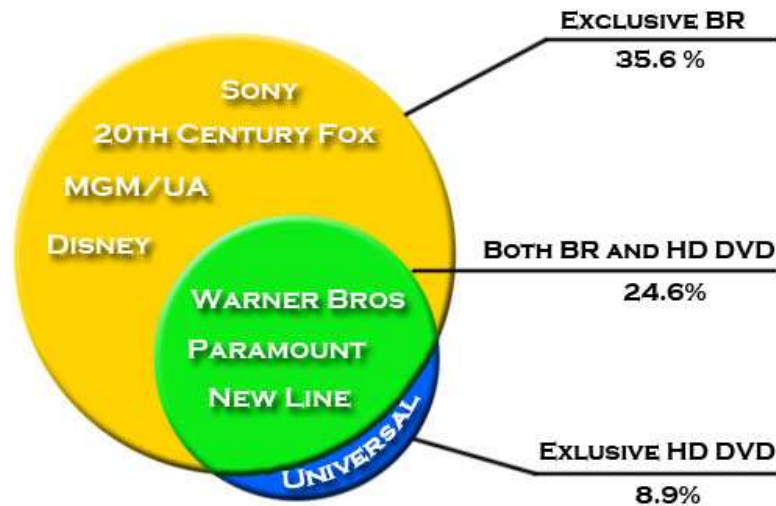 Exclusive BR
35.6 %
Sony
20th Century Fox
MGM/UA
Disney
Both BR and HD DVD
24.6%
Warner Bros
Paramount
New Line
Universal
Exlusive HD DVD
8.9%